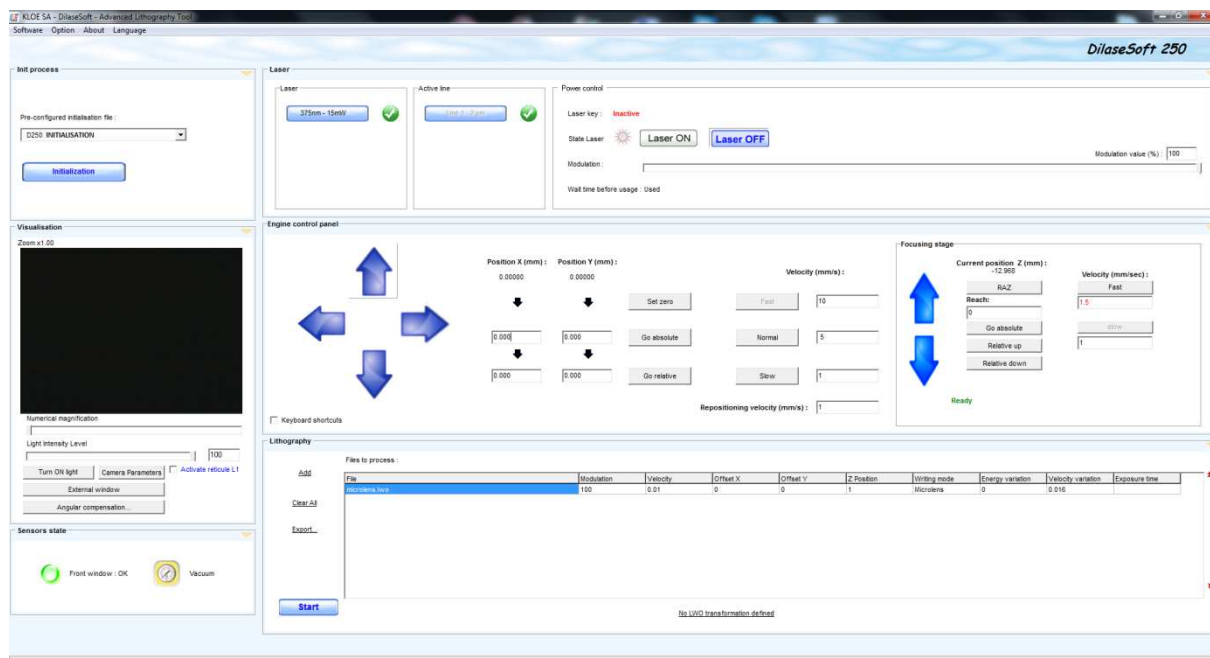 KLOE SA - DilaseSoft - Advanced Lithography Tool
Software Option About Language
DilaseSoft 250
Init process
Pre-configured initialisation file :
D250 INITIALISATION
Initialization
Laser
Laser
375nm - 15mW
Active line
Line 2 - 2 µm
Power control
Laser key : Inactive
State Laser Laser ON Laser OFF
Modulation value (%) : 100
Modulation :
Wait time before usage : Used
Visualisation
Zoom x1.00
Numerical magnification
Light Intensity Level
100
Turn ON light Camera Parameters Activate reticule L1
External window
Angular compensation...
Sensors state
Front window : OK Vacuum
Engine control panel
Position X (mm) : Position Y (mm) :
0.00000 0.00000
Velocity (mm/s) :
Set zero Fast 10
0.000 0.000 Go absolute Normal 5
0.000 0.000 Go relative Slow 1
Repositioning velocity (mm/s) : 1
Keyboard shortcuts
Focusing stage
Current position Z (mm) :
-12.968
Velocity (mm/sec) :
RAZ Fast
Reach: 1.5
0
Go absolute slow
Relative up 1
Relative down
Ready
Lithography
Files to process :
Add
Clear All
Export...
File Modulation Velocity Offset X Offset Y Z Position Writing mode Energy variation Velocity variation Exposure time
microlens.lwo 100 0.01 0 0 1 Microlens 0 0.016
Start
No LWO transformation defined